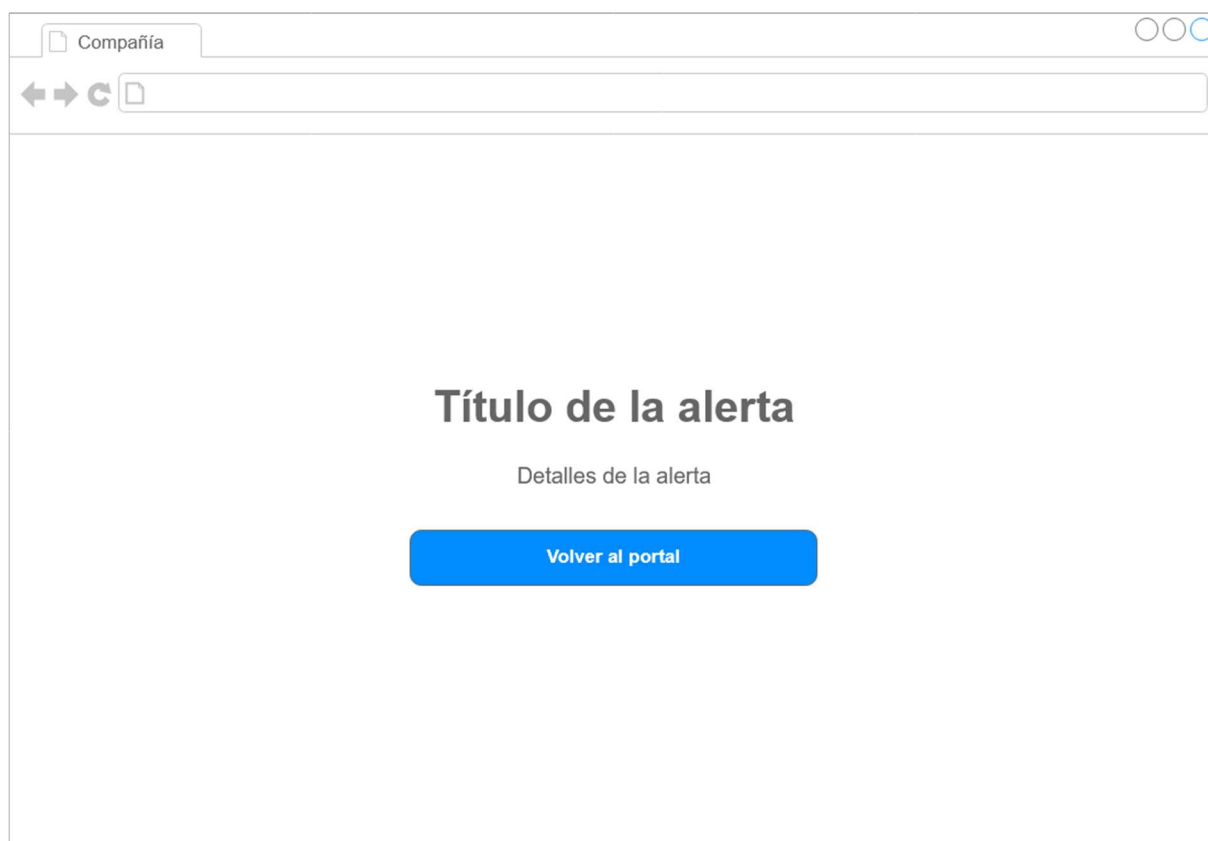 Compañía
Título de la alerta
Detalles de la alerta
Volver al portal